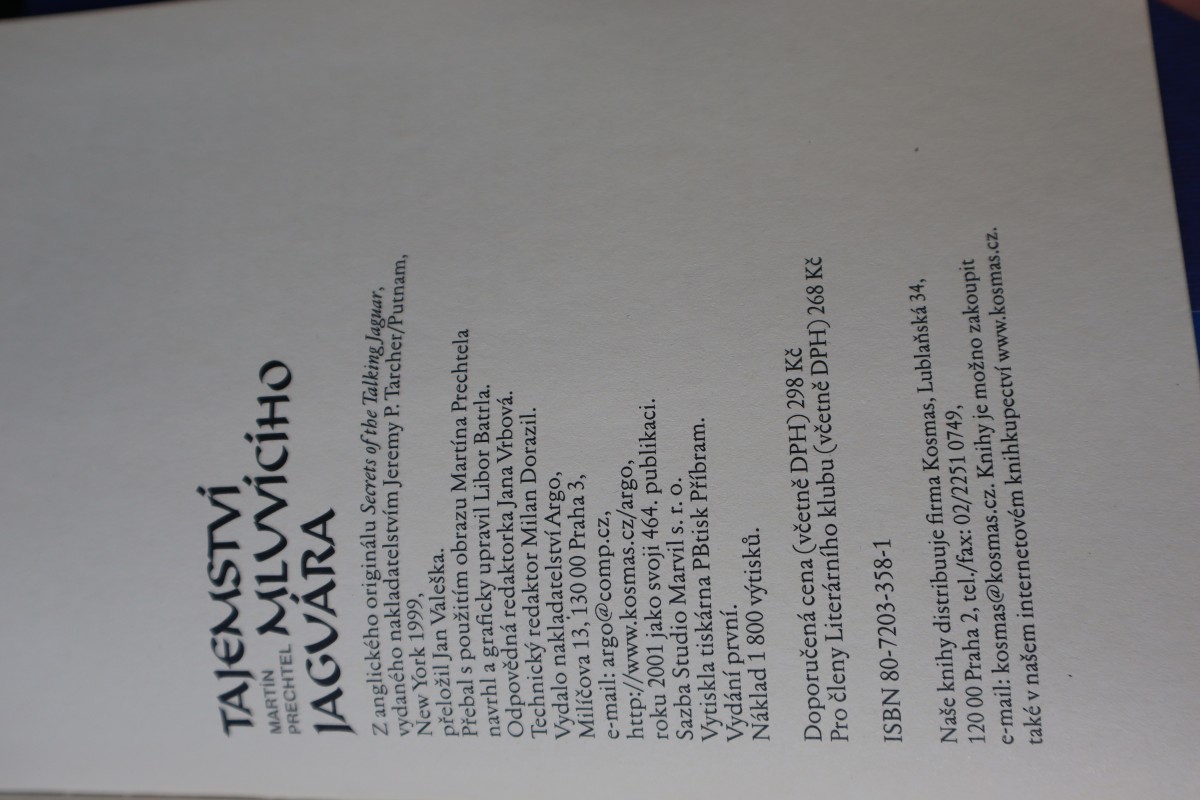 TAJEMSTVÍ
MARTÍN
PRECHTEL MLUVÍCÍHO
JAGUÁRA
Z anglického originálu Secrets of the Talking Jaguar,
vydaného nakladatelstvím Jeremy P. Tarcher/Putnam,
New York 1999,
přeložil Jan Valeška.
Přebal s použitím obrazu Martína Prechtela
navrhl a graficky upravil Libor Batrla.
Odpovědná redaktorka Jana Vrbová.
Technický redaktor Milan Dorazil.
Vydalo nakladatelství Argo,
Milíčova 13, 130 00 Praha 3,
e-mail: argo@comp.cz,
http://www.kosmas.cz/argo,
roku 2001 jako svoji 464. publikaci.
Sazba Studio Marvil s. r. o.
Vytiskla tiskárna PBtisk Příbram.
Vydání první.
Náklad 1 800 výtisků.
Doporučená cena (včetně DPH) 298 Kč
Pro členy Literárního klubu (včetně DPH) 268 Kč
ISBN 80-7203-358-1
Naše knihy distribuuje firma Kosmas, Lublaňská 34,
120 00 Praha 2, tel./fax: 02/2251 0749,
e-mail: kosmas@kosmas.cz. Knihy je možno zakoupit
také v našem internetovém knihkupectví www.kosmas.cz.